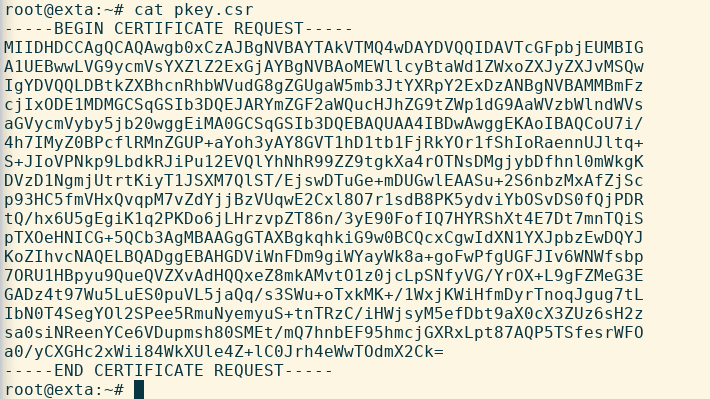 root@exta:~# cat pkey.csr
-----BEGIN CERTIFICATE REQUEST-----
MIIDHDCCAgQCAQAwgb0xCzAJBgNVBAYTAkVTMQ4wDAYDVQQIDAVTcGFpbjEUMBIG
A1UEBwwLVG9ycmVsYXZlZ2ExGjAYBgNVBAoMEWllcyBtaWd1ZWxoZXJyZXJvMSQw
IgYDVQQLDBtkZXBhcnRhbWVudG8gZGUgaW5mb3JtYXRpY2ExDzANBgNVBAMMBmFz
cjIxODE1MDMGCSqGSIb3DQEJARYmZGF2aWQucHJhZG9tZWp1dG9AaWVzbWlndWVs
aGVycmVyby5jb20wggEiMA0GCSqGSIb3DQEBAQUAA4IBDwAwggEKAoIBAQCoU7i/
4h7IMyZ0BPcflRMnZGUP+aYoh3yAY8GVT1hD1tb1FjRkYOr1fShIoRaennUJltq+
S+JIoVPNkp9LbdkRJiPu12EVQlYhNhR99ZZ9tgkXa4rOTNsDMgjybDfhnl0mWkgK
DVzD1NgmjUtrtKiyT1JSXM7QlST/EjswDTuGe+mDUGwlEAASu+2S6nbzMxAfZjSc
p93HC5fmVHxQvqpM7vZdYjjBzVUqwE2Cxl8O7r1sdB8PK5ydviYbOSvDS0fQjPDR
tQ/hx6U5gEgiK1q2PKDo6jLHrzvpZT86n/3yE90FofIQ7HYRShXt4E7Dt7mnTQiS
pTXOeHNICG+5QCb3AgMBAAGgGTAXBgkqhkiG9w0BCQcxCgwIdXN1YXJpbzEwDQYJ
KoZIhvcNAQELBQADggEBAHGDViWnFDm9giWYayWk8a+goFwPfgUGFJIv6WNWfsbp
7ORU1HBpyu9QueQVZXvAdHQQxeZ8mkAMvtO1z0jcLpSNfyVG/YrOX+L9gFZMeG3E
GADz4t97Wu5LuES0puVL5jaQq/s3SWu+oTxkMK+/1WxjKWiHfmDyrTnoqJgug7tL
IbN0T4SegYOl2SPee5RmuNyemyuS+tnTRzC/iHWjsyM5efDbt9aX0cX3ZUz6sH2z
sa0siNReenYCe6VDupmsh80SMEt/mQ7hnbEF95hmcjGXRxLpt87AQP5TSfesrWFO
a0/yCXGHc2xWii84WkXUle4Z+lC0Jrh4eWwTOdmX2Ck=
-----END CERTIFICATE REQUEST-----
root@exta:~#